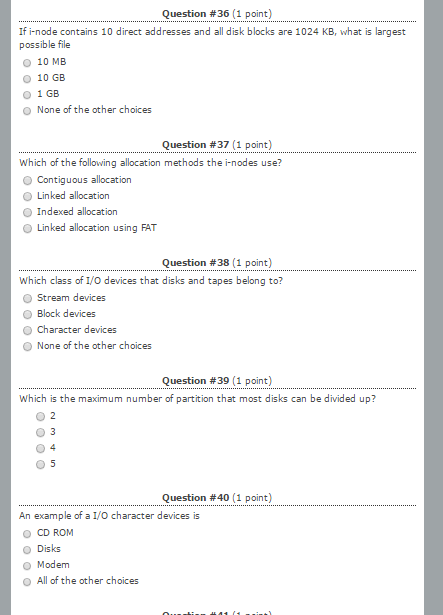 Question #36 (1 point)
If i-node contains 10 direct addresses and all disk blocks are 1024 KB, what is largest
possible file
10 MB
10 GB
1 GB
None of the other choices
Question #37 (1 point)
Which of the following allocation methods the i-nodes use?
Contiguous allocation
Linked allocation
Indexed allocation
Linked allocation using FAT
Question #38 (1 point)
Which class of I/O devices that disks and tapes belong to?
Stream devices
Block devices
Character devices
None of the other choices
Question #39 (1 point)
Which is the maximum number of partition that most disks can be divided up?
2
3
4
5
Question #40 (1 point)
An example of a I/O character devices is
CD ROM
Disks
Modem
All of the other choices
Question #41 (1 point)